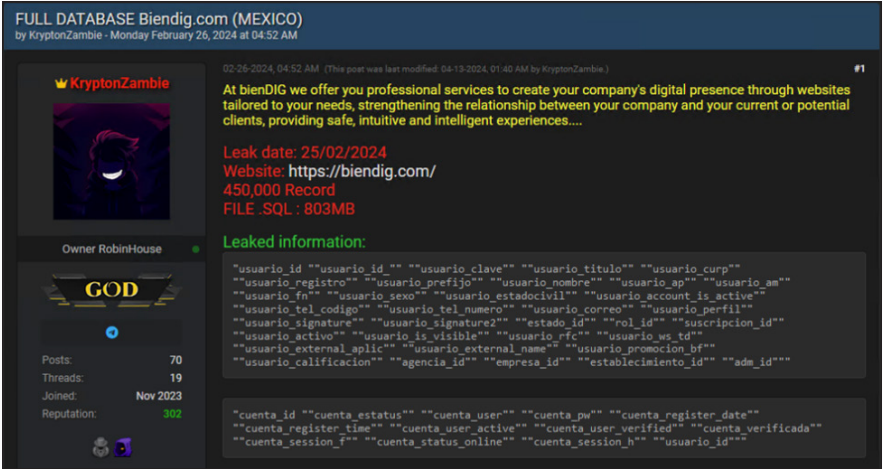 FULL DATABASE Biendig.com (MEXICO)
by KryptonZambie - Monday February 26, 2024 at 04:52 AM
KryptonZambie
Owner RobinHouse
GOD
Posts: 70
Threads: 19
Joined: Nov 2023
Reputation: 302
02-26-2024, 04:52 AM (This post was last modified: 04-13-2024, 01:40 AM by KryptonZambie.)
#1
At bienDIG we offer you professional services to create your company's digital presence through websites
tailored to your needs, strengthening the relationship between your company and your current or potential
clients, providing safe, intuitive and intelligent experiences....
Leak date: 25/02/2024
Website: https://biendig.com/
450,000 Record
FILE .SQL : 803MB
Leaked information:
"usuario_id ""usuario_id_"" ""usuario_clave"" ""usuario_titulo"" ""usuario_curp""
""usuario_registro"" ""usuario_prefijo"" ""usuario_nombre"" ""usuario_ap"" ""usuario_am""
""usuario_fn"" ""usuario_sexo"" ""usuario_estadocivil"" ""usuario_account_is_active""
""usuario_tel_codigo"" ""usuario_tel_numero"" ""usuario_correo"" ""usuario_perfil""
""usuario_signature"" ""usuario_signature2"" ""estado_id"" ""rol_id"" ""suscripcion_id""
""usuario_activo"" ""usuario_is_visible"" ""usuario_rfc"" ""usuario_ws_td""
""usuario_external_aplic"" ""usuario_external_name"" ""usuario_promocion_bf""
""usuario_calificacion"" ""agencia_id"" ""empresa_id"" ""establecimiento_id"" ""adm_id"""
"cuenta_id ""cuenta_estatus"" ""cuenta_user"" ""cuenta_pw"" ""cuenta_register_date""
""cuenta_register_time"" ""cuenta_user_active"" ""cuenta_user_verified"" ""cuenta_verificada""
""cuenta_session_f"" ""cuenta_status_online"" ""cuenta_session_h"" ""usuario_id"""